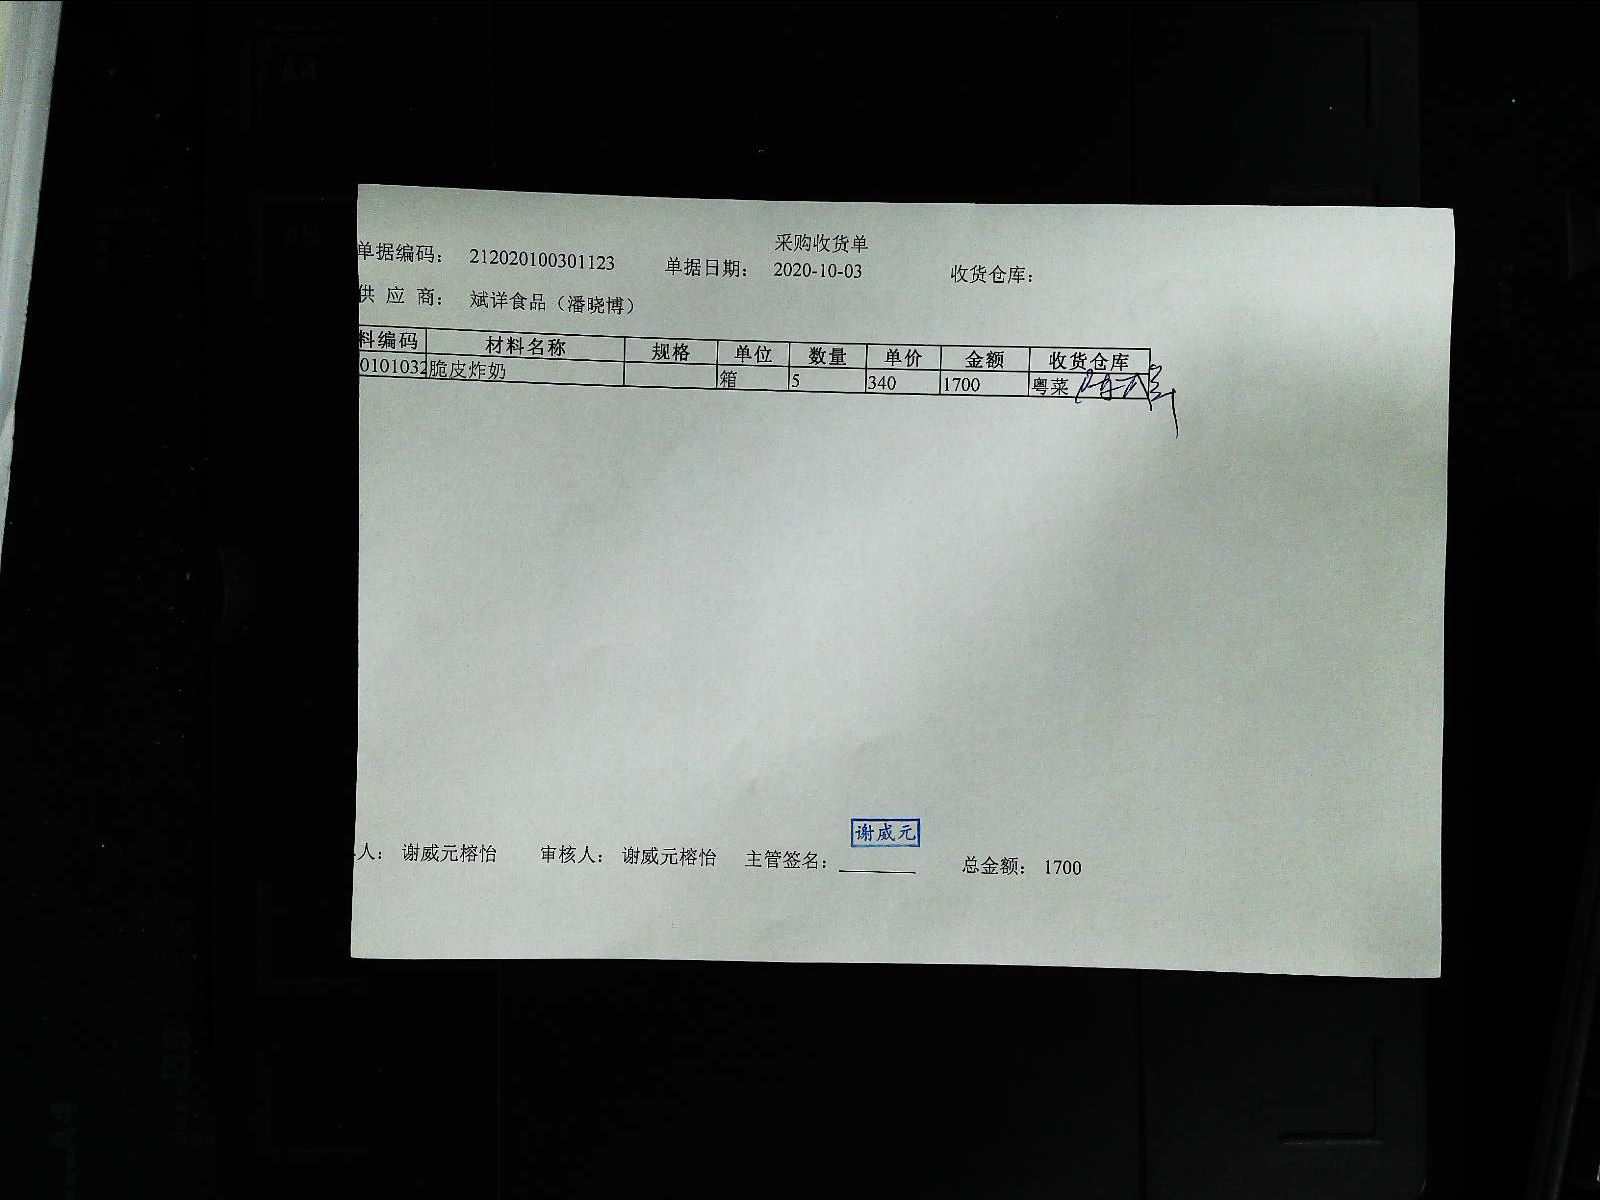 采购收货单
单据编码： 212020100301123 单据日期： 2020-10-03 收货仓库：
供 应 商： 斌详食品（潘晓博）
料编码 材料名称 规格 单位 数量 单价 金额 收货仓库
0101032 脆皮炸奶 箱 5 340 1700 粤菜
谢威元
人： 谢威元榕怡 审核人： 谢威元榕怡 主管签名： 总金额： 1700